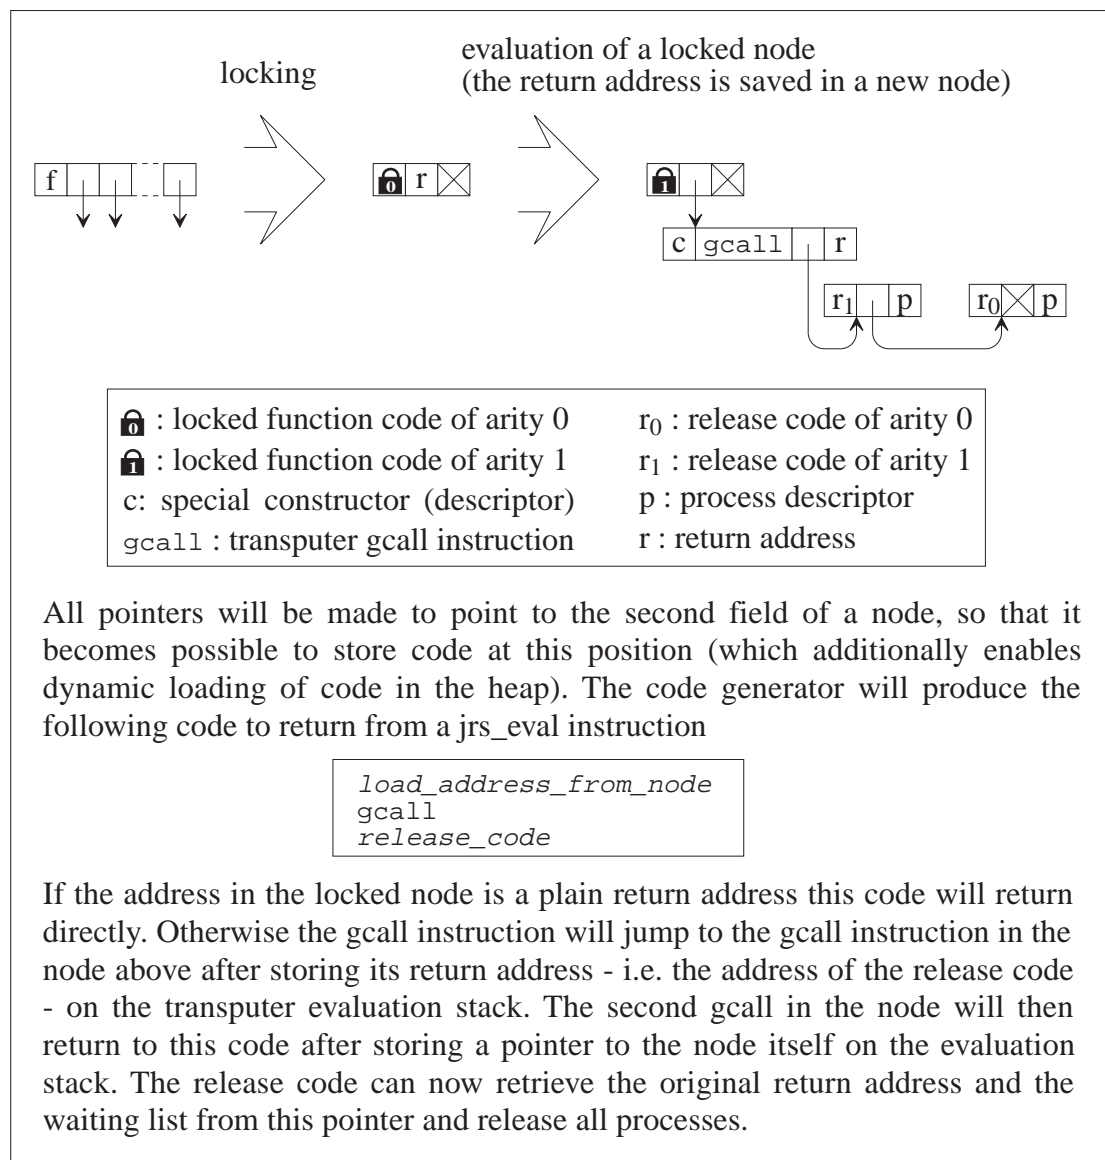 evaluation of a locked node
locking
(the return address is saved in a new node)
f
0 r
1
c gcall r
r1 p r0 p
0 : locked function code of arity 0
1 : locked function code of arity 1
c: special constructor (descriptor)
gcall : transputer gcall instruction
r0 : release code of arity 0
r1 : release code of arity 1
p : process descriptor
r : return address
All pointers will be made to point to the second field of a node, so that it
becomes possible to store code at this position (which additionally enables
dynamic loading of code in the heap). The code generator will produce the
following code to return from a jrs_eval instruction
load_address_from_node
gcall
release_code
If the address in the locked node is a plain return address this code will return
directly. Otherwise the gcall instruction will jump to the gcall instruction in the
node above after storing its return address - i.e. the address of the release code
- on the transputer evaluation stack. The second gcall in the node will then
return to this code after storing a pointer to the node itself on the evaluation
stack. The release code can now retrieve the original return address and the
waiting list from this pointer and release all processes.